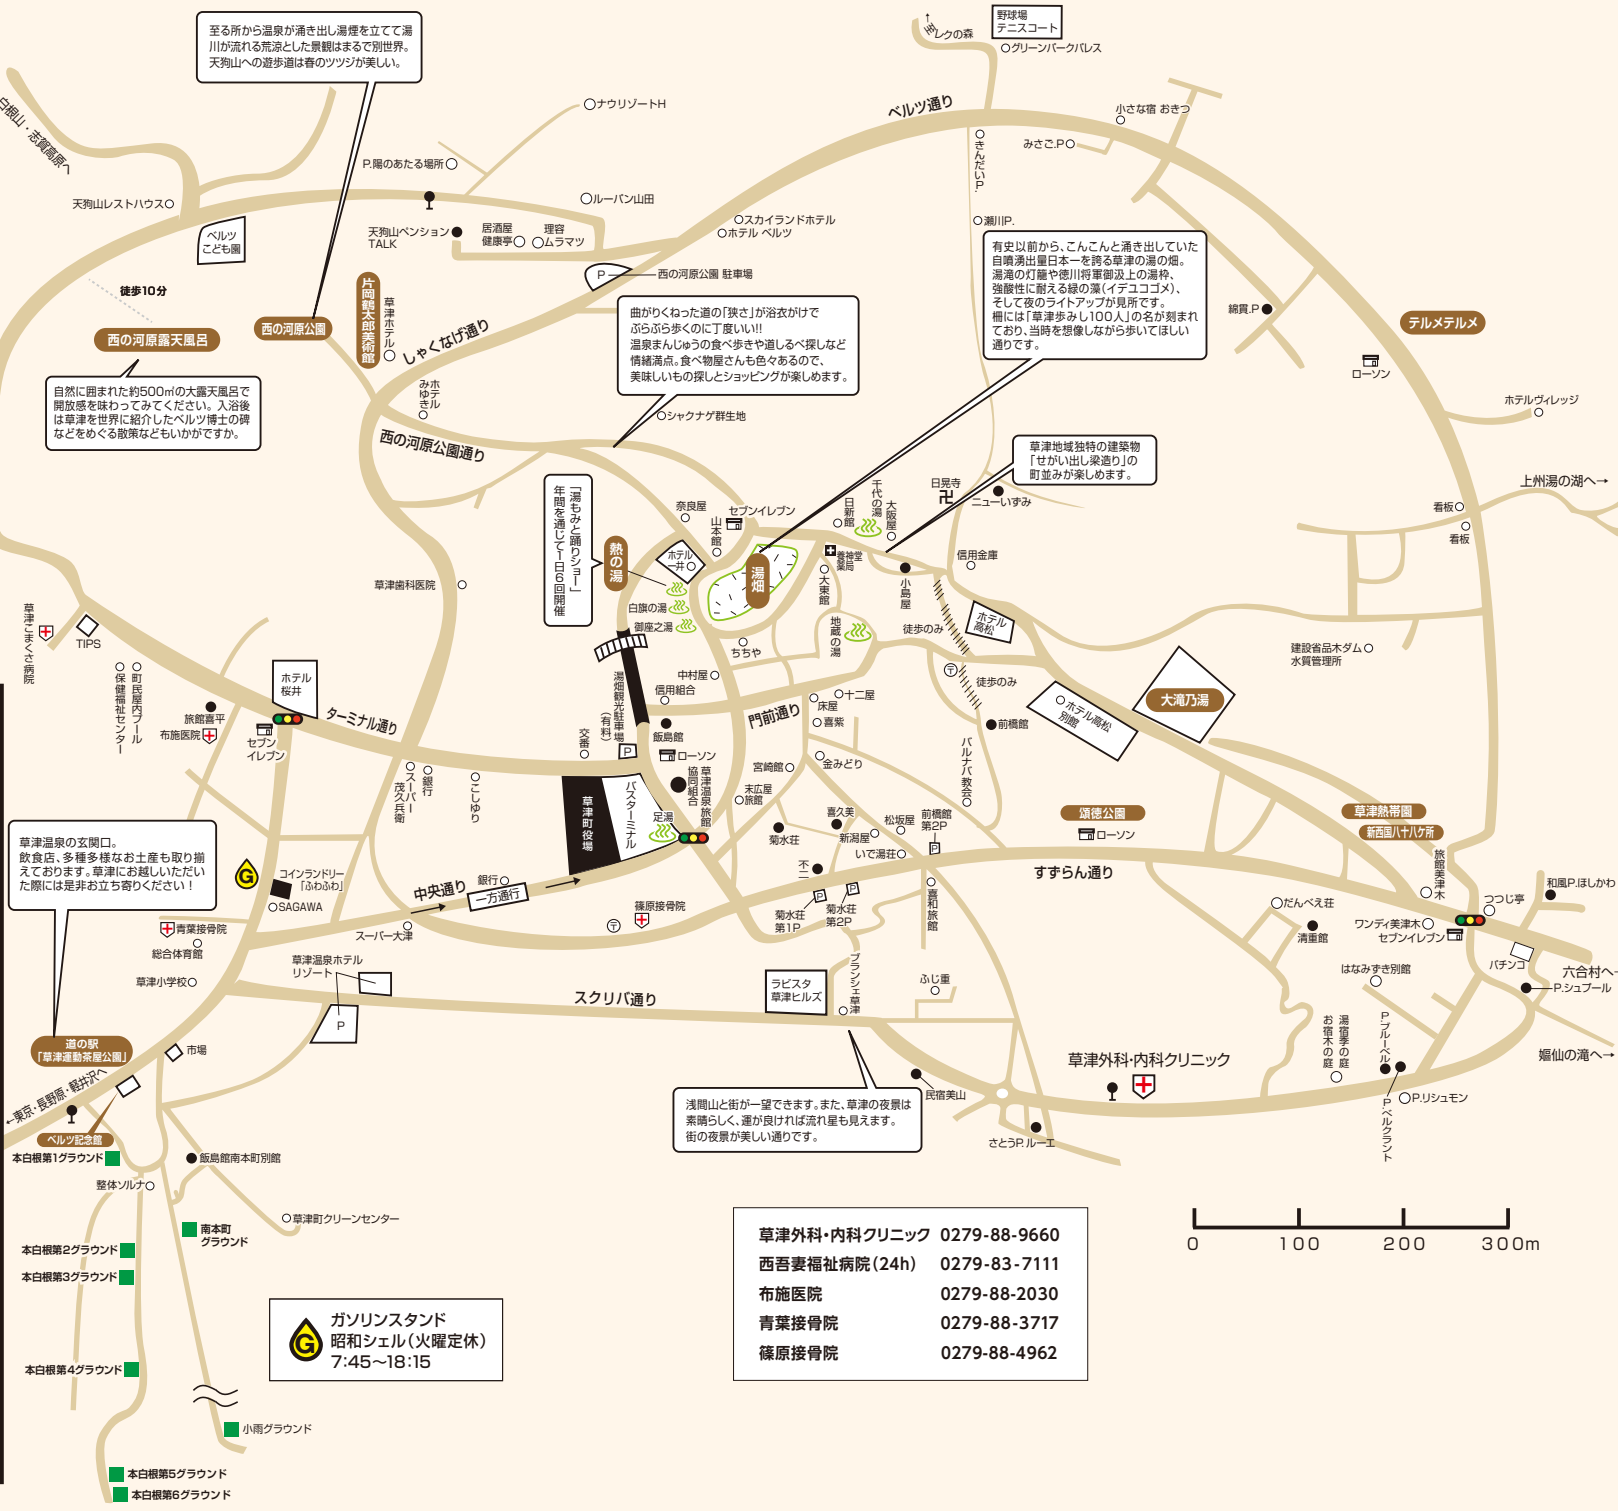 至る所から温泉が涌き出し湯煙を立てて湯
川が流れる荒涼とした景観はまるで別世界。
天狗山への遊歩道は春のツツジが美しい。
白根山・志賀高原へ
野球場
テニスコート
←至
レクの森
グリーンパークパレス
ナウリゾートH
ベルツ通り
小さな宿 おきつ
みさご.P
きんだいP.
P.陽のあたる場所
天狗山レストハウス
ルーバン山田
ベルツ
こども園
天狗山ペンション
TALK
居酒屋
健康亭
理容
ムラマツ
スカイランドホテル
ホテル ベルツ
瀬川P.
P
西の河原公園 駐車場
徒歩10分
西の河原露天風呂
西の河原公園
片岡鶴太郎美術館
草津ホテル
しゃくなげ通り
曲がりくねった道の「狭さ」が浴衣がけで
ぶらぶら歩くのに丁度いい!!
温泉まんじゅうの食べ歩きや道しるべ探しなど
情緒満点。食べ物屋さんも色々あるので、
美味しいもの探しとショッピングが楽しめます。
有史以前から、こんこんと涌き出していた
自噴湧出量日本一を誇る草津の湯の畑。
湯滝の灯籠や徳川将軍御汲上の湯枠、
強酸性に耐える緑の藻(イデユコゴメ)、
そして夜のライトアップが見所です。
柵には「草津歩みし100人」の名が刻まれ
ており、当時を想像しながら歩いてほしい
通りです。
綿貫.P
テルメテルメ
ローソン
ホテルヴィレッジ
自然に囲まれた約500㎡の大露天風呂で
開放感を味わってみてください。入浴後
は草津を世界に紹介したベルツ博士の碑
などをめぐる散策などもいかがですか。
ホテル
みゆき
シャクナゲ群生地
西の河原公園通り
草津地域独特の建築物
「せがい出し梁造り」の
町並みが楽しめます。
上州湯の湖へ→
看板
看板
「湯もみと踊りショー」
年間を通じて一日6回開催
熱の湯
奈良屋
山本館
セブンイレブン
日新館
千代の湯
大阪屋
日晃寺
卍
ニューいずみ
ホテル
一井
湯畑
養神堂
薬局
大東館
小島屋
信用金庫
白旗の湯
御座之湯
ちちや
地蔵の湯
徒歩のみ
ホテル
高松
草津歯科医院
草津こまくさ病院
TIPS
建設省品木ダム
水質管理所
町民屋内プール
保健福祉センター
旅館喜平
布施医院
ホテル
桜井
セブン
イレブン
ターミナル通り
湯畑観光駐車場
(有料)
P
中村屋
信用組合
飯島館
ローソン
交番
門前通り
十二屋
床屋
喜紫
〒
徒歩のみ
前橋館
ホテル高松
別館
大滝乃湯
宮崎館
金みどり
バルナバ教会
スーパー
茂久兵衛
銀行
こしゆり
草津町役場
バスターミナル
足湯
草津温泉旅館
協同組合
末広屋
旅館
菊水荘
喜久美
新潟屋
松坂屋
いで湯荘
前橋館
第2P
P
頌徳公園
ローソン
草津熱帯園
新西国八十八ケ所
草津温泉の玄関口。
飲食店、多種多様なお土産も取り揃
えております。草津にお越しいただい
た際には是非お立ち寄りください！
G
コインランドリー
「ふわふわ」
SAGAWA
中央通り
銀行
一方通行
スーパー大津
〒
篠原接骨院
不二
P
菊水荘
第1P
P
菊水荘
第2P
喜和旅館
すずらん通り
だんべえ荘
清重館
旅館美津木
つつじ亭
和風P.ほしかわ
ワンディ美津木
セブンイレブン
パチンコ
六合村へ→
P.シュプール
青葉接骨院
総合体育館
草津小学校
草津温泉ホテル
リゾート
P
スクリバ通り
ラビスタ
草津ヒルズ
ブランシェ草津
ふじ重
はなみずき別館
湯宿季の庭
お宿木の庭
P.ブルーベル
P.ベルクラント
P.リシュモン
嫗仙の滝へ→
道の駅
「草津運動茶屋公園」
市場
←東京・長野原・軽井沢へ
ベルツ記念館
草津外科・内科クリニック
民宿美山
さとうP.ルーエ
浅間山と街が一望できます。また、草津の夜景は
素晴らしく、運が良ければ流れ星も見えます。
街の夜景が美しい通りです。
本白根第1グラウンド
飯島館南本町別館
整体ソルナ
草津町クリーンセンター
南本町
グラウンド
本白根第2グラウンド
本白根第3グラウンド
本白根第4グラウンド
小雨グラウンド
本白根第5グラウンド
本白根第6グラウンド
G
ガソリンスタンド
昭和シェル(火曜定休)
7:45〜18:15
草津外科・内科クリニック 0279-88-9660
西吾妻福祉病院(24h) 0279-83-7111
布施医院 0279-88-2030
青葉接骨院 0279-88-3717
篠原接骨院 0279-88-4962
0 100 200 300m